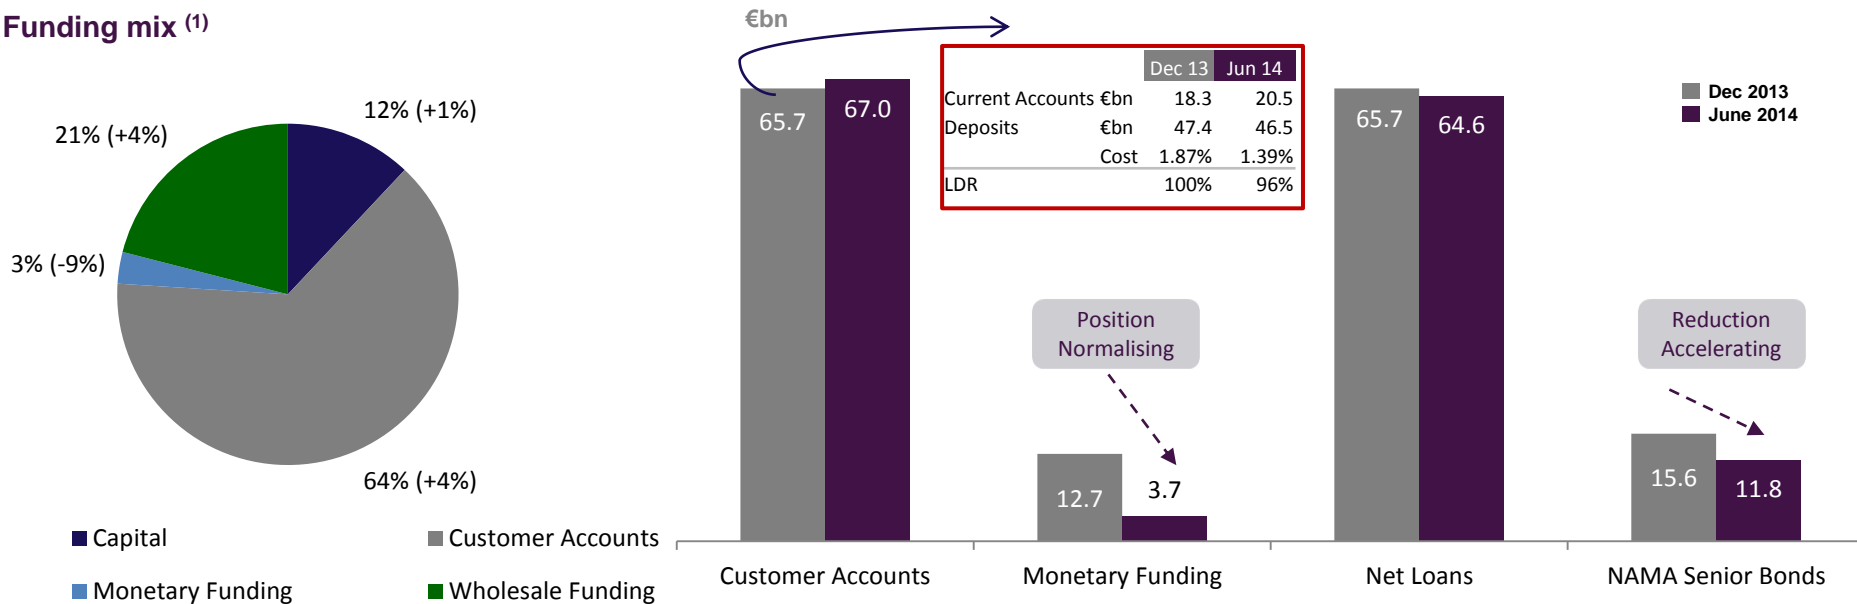 Funding mix (1)
12% (+1%)
21% (+4%)
3% (-9%)
64% (+4%)
Capital
Customer Accounts
Monetary Funding
Wholesale Funding
€bn
Dec 13 Jun 14
Current Accounts €bn 18.3 20.5
Deposits €bn 47.4 46.5
Cost 1.87% 1.39%
LDR 100% 96%
Dec 2013
June 2014
65.7
67.0
12.7
3.7
65.7
64.6
15.6
11.8
Position
Normalising
Reduction
Accelerating
Customer Accounts
Monetary Funding
Net Loans
NAMA Senior Bonds